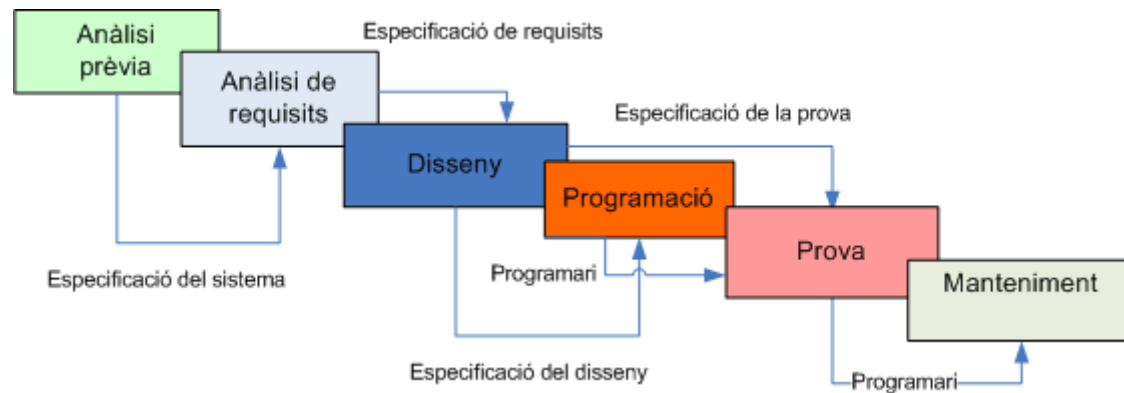 Anàlisi
prèvia
Especificació de requisits
Anàlisi de
requisits
Especificació de la prova
Disseny
Programació
Prova
Especificació del sistema
Programari
Manteniment
Especificació del disseny
Programari